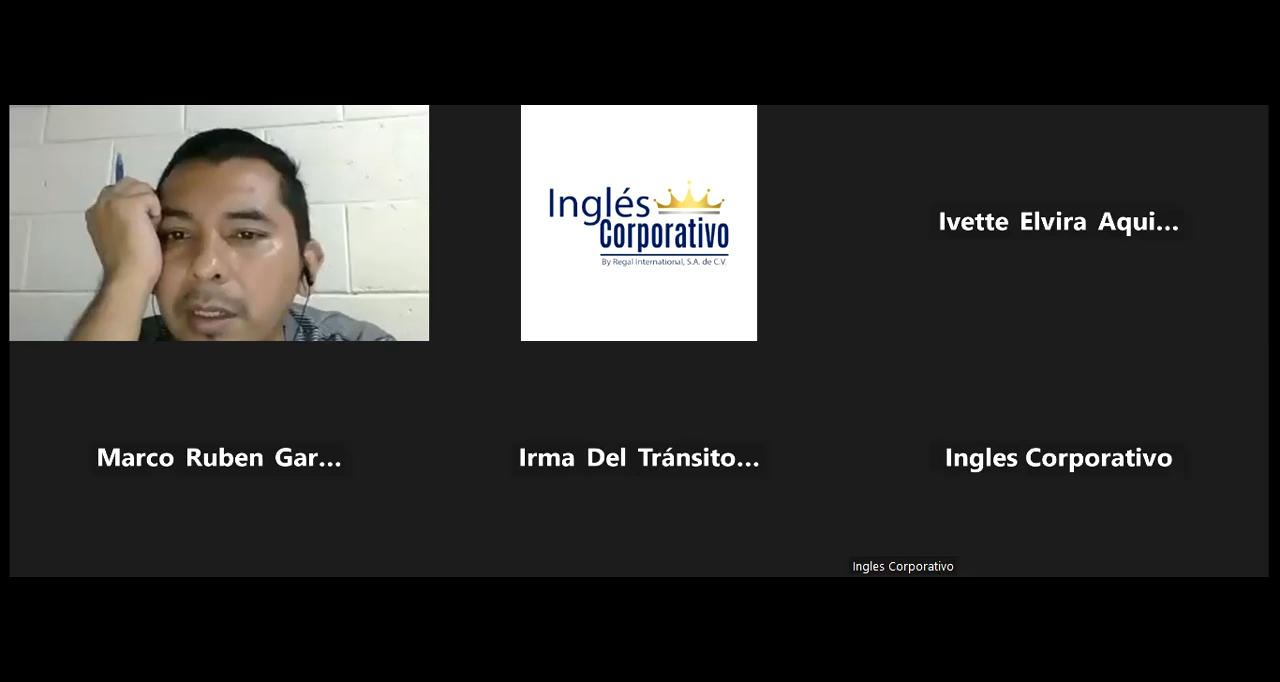 Inglés
Corporativo
By Regal International, S.A. de C.V.
Ivette Elvira Aqui...
Marco Ruben Gar...
Irma Del Tránsito...
Ingles Corporativo
Ingles Corporativo